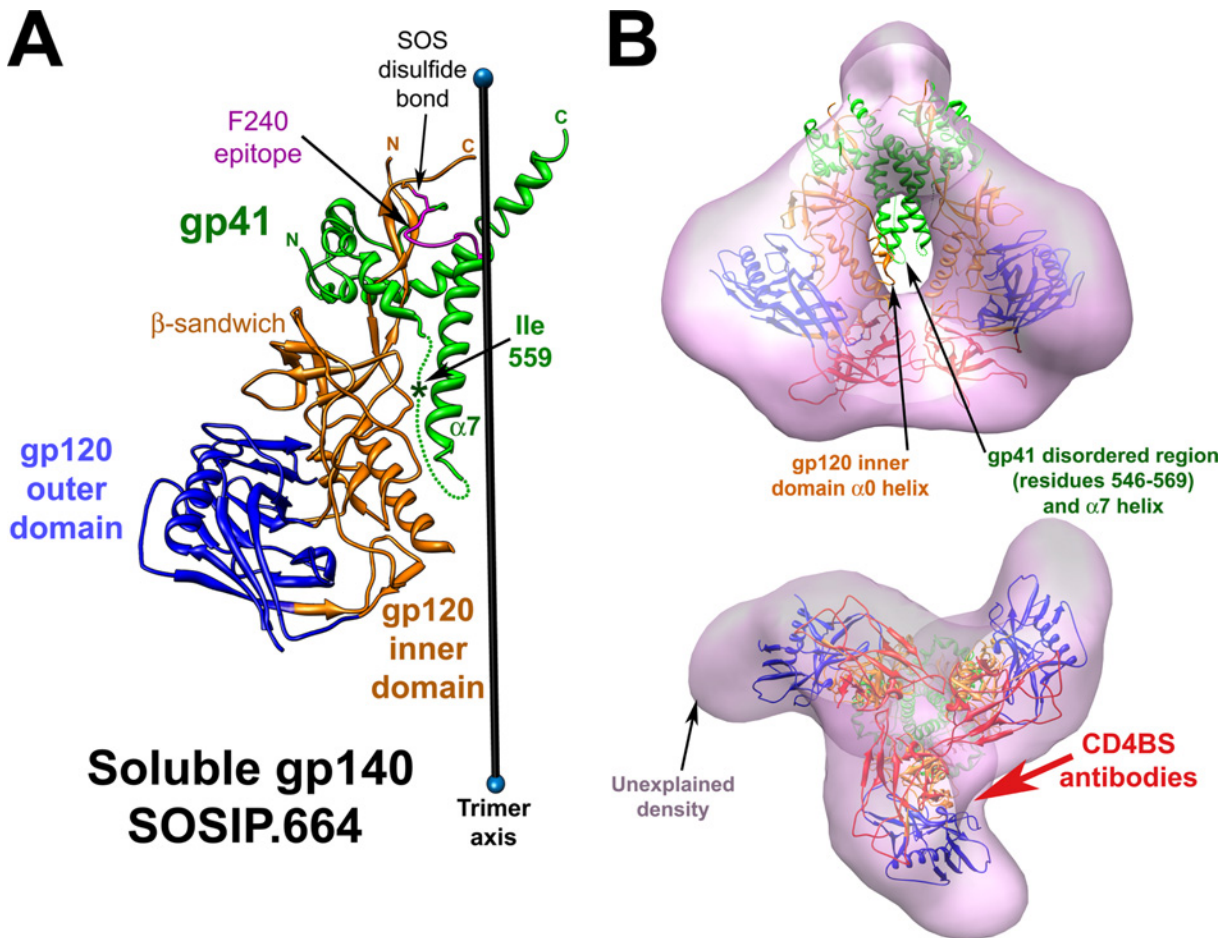 A
SOS
disulfide
bond
F240
epitope
N
C
C
gp41
N
β-sandwich
Ile
559
*
α7
gp120
outer
domain
gp120
inner
domain
Soluble gp140
SOSIP.664
Trimer
axis
B
gp120 inner
domain α0 helix
gp41 disordered region
(residues 546-569)
and α7 helix
Unexplained
density
CD4BS
antibodies